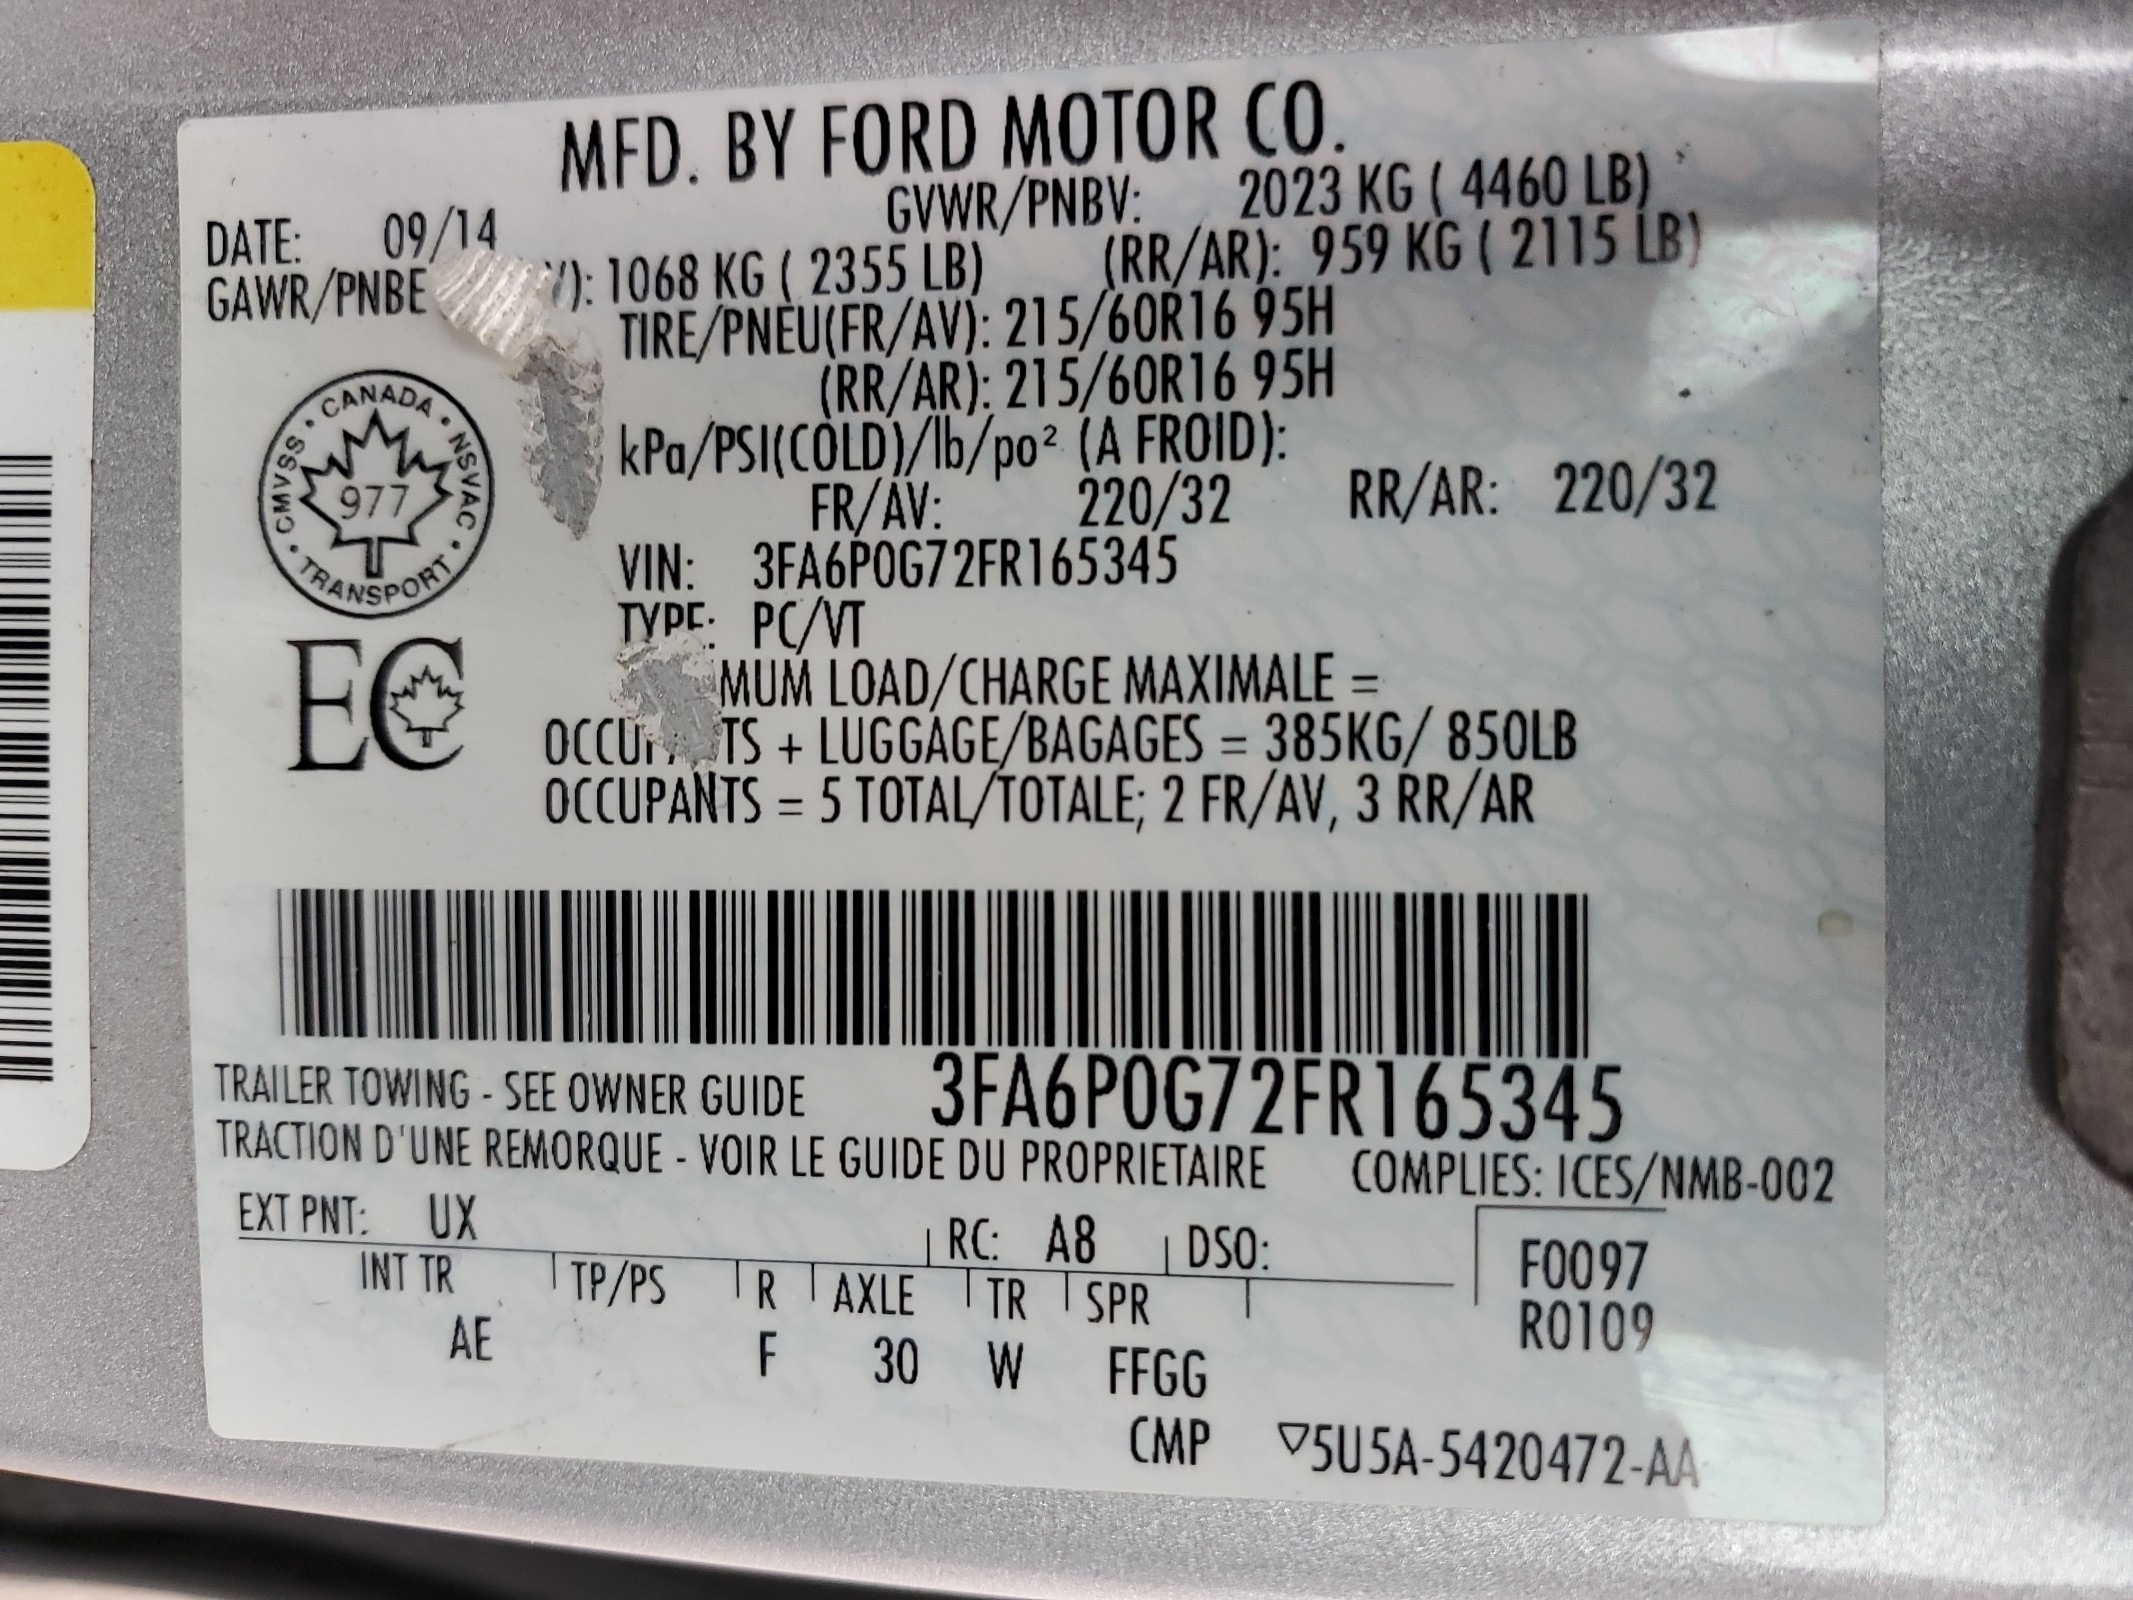 MFD. BY FORD MOTOR CO.
DATE: 09/14 GVWR/PNBV: 2023 KG ( 4460 LB)
GAWR/PNBE V): 1068 KG ( 2355 LB) (RR/AR): 959 KG ( 2115 LB)
TIRE/PNEU(FR/AV): 215/60R16 95H
(RR/AR): 215/60R16 95H
kPa/PSI(COLD)/lb/po² (A FROID):
FR/AV: 220/32 RR/AR: 220/32
CANADA · NSVAC · TRANSPORT · CMVSS ·
977
VIN: 3FA6P0G72FR165345
TYPE: PC/VT
EC
MUM LOAD/CHARGE MAXIMALE =
TS + LUGGAGE/BAGAGES = 385KG/ 850LB
OCCUPANTS = 5 TOTAL/TOTALE; 2 FR/AV, 3 RR/AR
3FA6P0G72FR165345
TRAILER TOWING - SEE OWNER GUIDE
TRACTION D'UNE REMORQUE - VOIR LE GUIDE DU PROPRIETAIRE COMPLIES: ICES/NMB-002
EXT PNT: UX RC: A8 DSO: F0097
INT TR TP/PS R AXLE TR SPR R0109
AE F 30 W FFGG
CMP ▽5U5A-5420472-AA